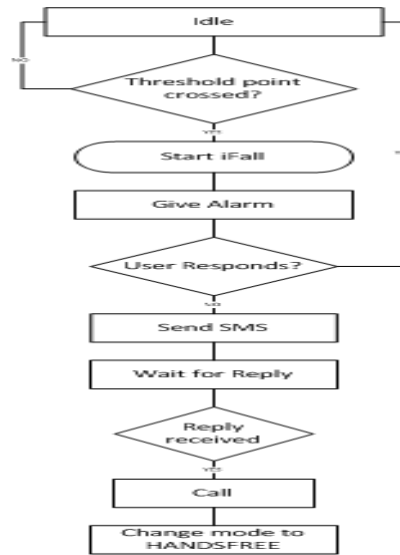 Idle
NO
Threshold point
crossed?
YES
Start iFall
Give Alarm
User Responds?
NO
Send SMS
Wait for Reply
Reply
received
YES
Call
Change mode to
HANDSFREE